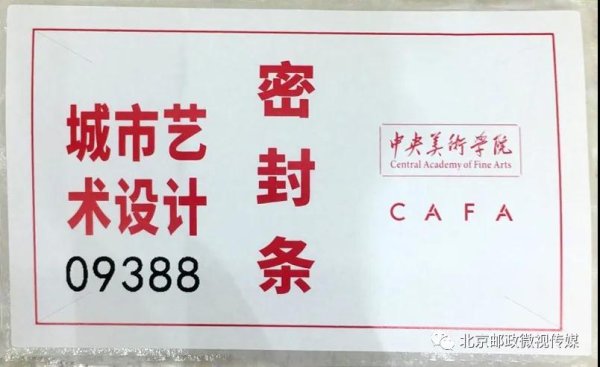 城市艺
术设计
09388
密封条
中央美術学院
Central Academy of Fine Arts
CAFA
北京邮政微视传媒